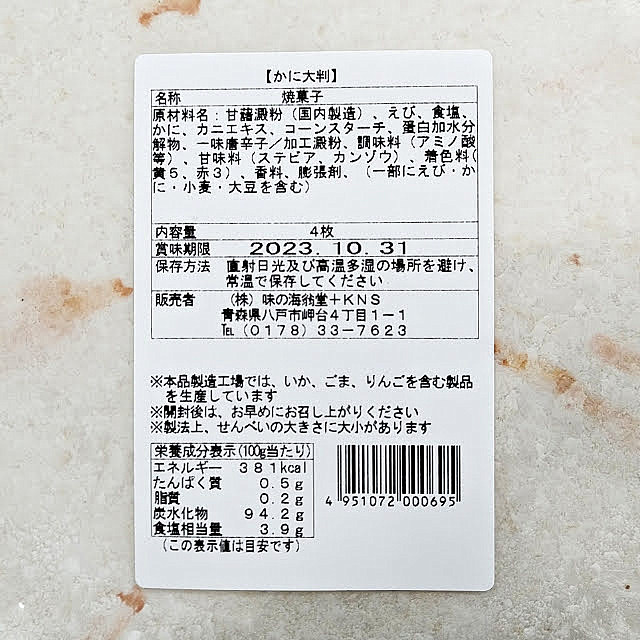 【かに大判】
名称 焼菓子
原材料名：甘藷澱粉（国内製造）、えび、食塩、
かに、カニエキス、コーンスターチ、蛋白加水分
解物、一味唐辛子／加工澱粉、調味料（アミノ酸
等）、甘味料（ステビア、カンゾウ）、着色料(
黄５、赤３）、香料、膨張剤、（一部にえび・か
に・小麦・大豆を含む）
内容量 ４枚
賞味期限 2023. 10. 31
保存方法 直射日光及び高温多湿の場所を避け、
常温で保存してください
販売者 （株）味の海翁堂＋KNS
青森県八戸市岬台４丁目１－１
℡（０１７８）３３－７６２３
※本品製造工場では、いか、ごま、りんごを含む製品
を生産しています
※開封後は、お早めにお召し上がりください
※製法上、せんべいの大きさに大小があります
栄養成分表示(100g当たり)
エネルギー ３８１kcal
たんぱく質 ０.５ｇ
脂質 ０.２ｇ
炭水化物 ９４.２ｇ
食塩相当量 ３.９ｇ
（この表示値は目安です）
4 951072 000695